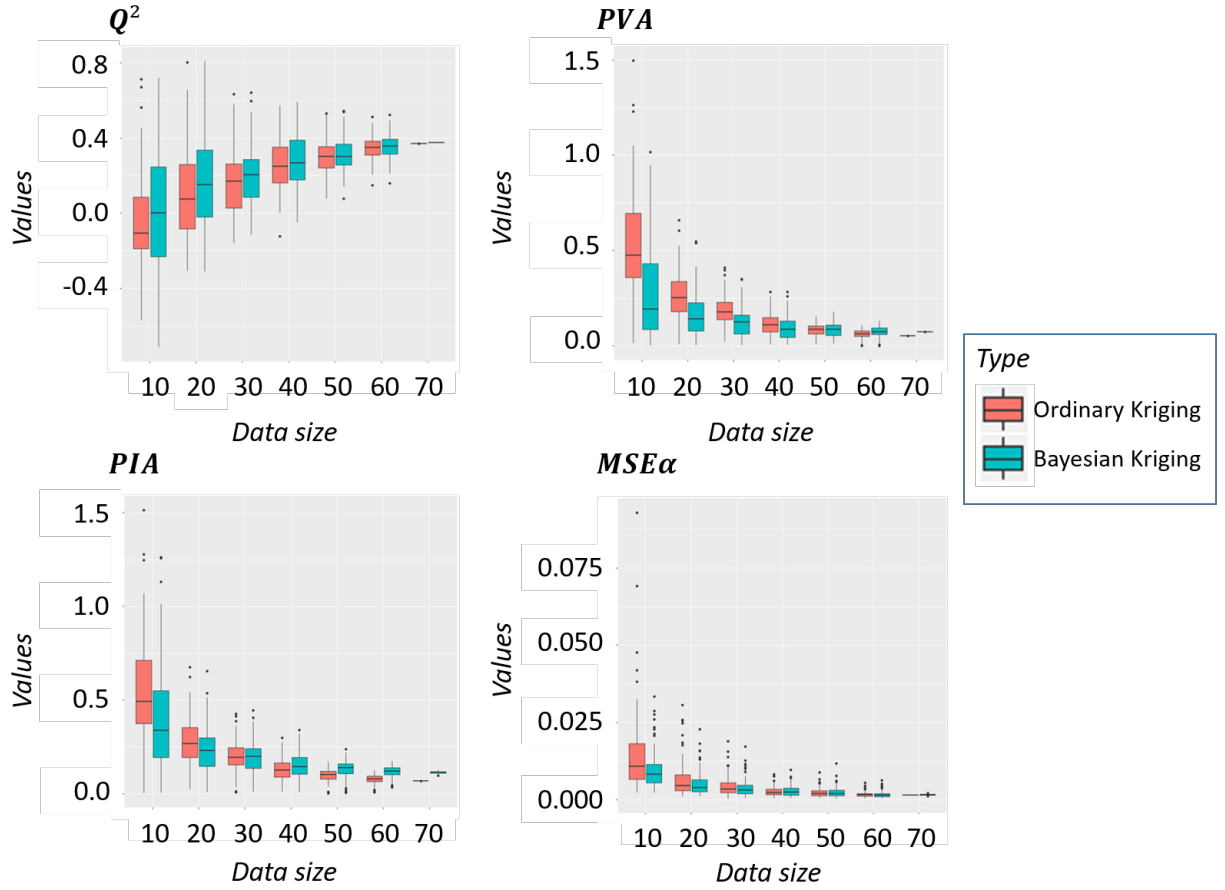 Q²
Values
0.8
0.4
0.0
-0.4
10 20 30 40 50 60 70
Data size
PVA
Values
1.5
1.0
0.5
0.0
10 20 30 40 50 60 70
Data size
Type
Ordinary Kriging
Bayesian Kriging
PIA
Values
1.5
1.0
0.5
0.0
10 20 30 40 50 60 70
Data size
MSEα
Values
0.075
0.050
0.025
0.000
10 20 30 40 50 60 70
Data size